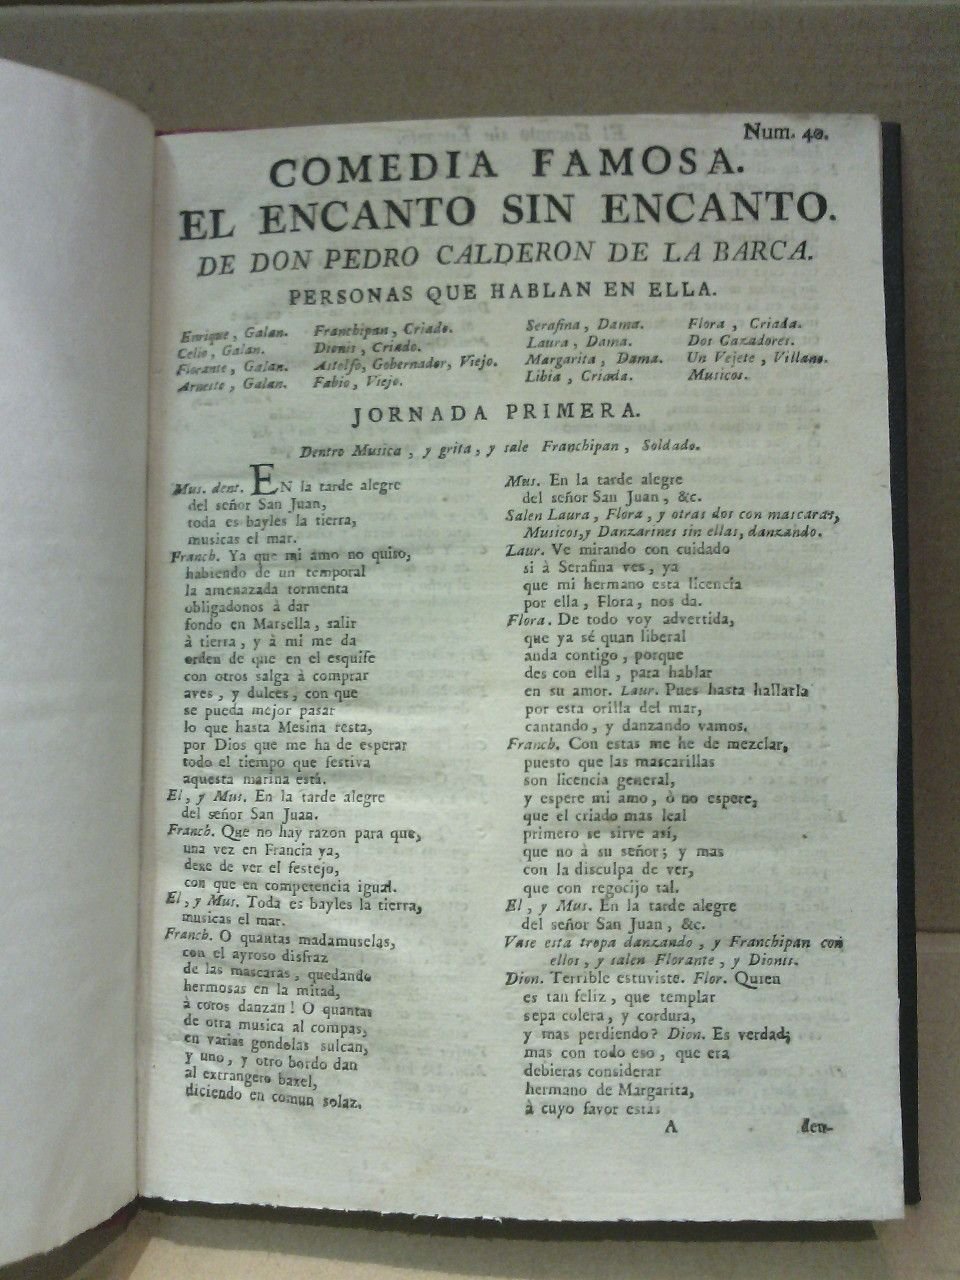 Num. 40.
COMEDIA FAMOSA.
EL ENCANTO SIN ENCANTO.
DE DON PEDRO CALDERON DE LA BARCA.
PERSONAS QUE HABLAN EN ELLA.
Enrique, Galan.
Celio, Galan.
Florante, Galan.
Arnesto, Galan.
Franchipan, Criado.
Dionis, Criado.
Astolfo, Gobernador, Viejo.
Fabio, Viejo.
Serafina, Dama.
Laura, Dama.
Margarita, Dama.
Libia, Criada.
Flora, Criada.
Dos Cazadores.
Un Vejete, Villano.
Musicos.
JORNADA PRIMERA.
Dentro Musica, y grita, y sale Franchipan, Soldado.
Mus. dent. EN la tarde alegre
del señor San Juan,
toda es bayles la tierra,
musicas el mar.
Franch. Ya que mi amo no quiso,
habiendo de un temporal
la amenazada tormenta
obligadonos à dar
fondo en Marsella, salir
à tierra, y à mi me da
orden de que en el esquife
con otros salga à comprar
aves, y dulces, con que
se pueda mejor pasar
lo que hasta Mesina resta,
por Dios que me ha de esperar
todo el tiempo que festiva
aquesta marina está.
El, y Mus. En la tarde alegre
del señor San Juan.
Franch. Que no hay razon para que,
una vez en Francia ya,
dexe de ver el festejo,
con que en competencia igual.
El, y Mus. Toda es bayles la tierra,
musicas el mar.
Franch. O quantas madamuselas,
con el ayroso disfraz
de las mascaras, quedando
hermosas en la mitad,
à coros danzan! O quantas
de otra musica al compas,
en varias gondolas sulcan,
y uno, y otro bordo dan
al extrangero baxel,
diciendo en comun solaz.
Mus. En la tarde alegre
del señor San Juan, &c.
Salen Laura, Flora, y otras dos con mascaras,
Musicos, y Danzarines sin ellas, danzando.
Laur. Ve mirando con cuidado
si à Serafina ves, ya
que mi hermano esta licencia
por ella, Flora, nos da.
Flora. De todo voy advertida,
que ya sé quan liberal
anda contigo, porque
des con ella, para hablar
en su amor. Laur. Pues hasta hallarla
por esta orilla del mar,
cantando, y danzando vamos.
Franch. Con estas me he de mezclar,
puesto que las mascarillas
son licencia general,
y espere mi amo, ò no espere,
que el criado mas leal
primero se sirve asi,
que no à su señor; y mas
con la disculpa de ver,
que con regocijo tal.
El, y Mus. En la tarde alegre
del señor San Juan, &c.
Vase esta tropa danzando, y Franchipan con
ellos, y salen Florante, y Dionis.
Dion. Terrible estuviste. Flor. Quien
es tan feliz, que templar
sepa colera, y cordura,
y mas perdiendo? Dion. Es verdad;
mas con todo eso, que era
debieras considerar
hermano de Margarita,
à cuyo favor estás
A
den-